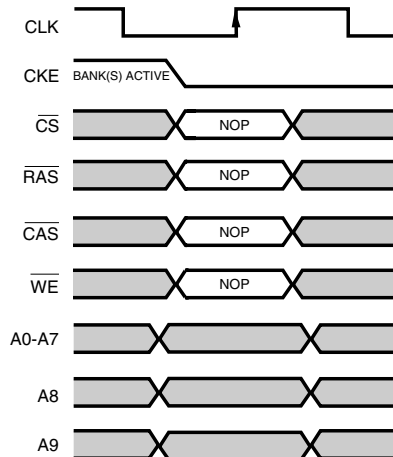 CLK
CKE BANK(S) ACTIVE
CS NOP
RAS NOP
CAS NOP
WE NOP
A0-A7
A8
A9